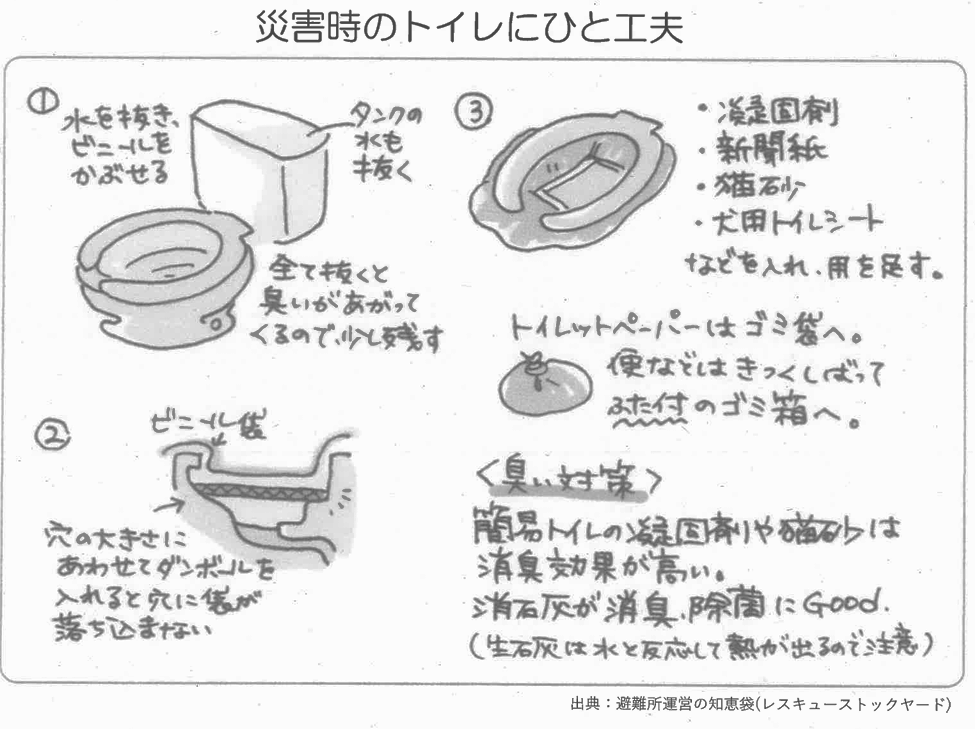 災害時のトイレにひと工夫
①
水を抜き、
ビニールを
かぶせる
タンクの
水も
抜く
全て抜くと
臭いがあがって
くるので、少し残す
②
ビニール袋
穴の大きさに
あわせてダンボールを
入れると穴に袋が
落ち込まない
③
・凝固剤
・新聞紙
・猫砂
・犬用トイレシート
などを入れ、用を足す。
トイレットペーパーはゴミ袋へ。
便などはきつくしばって
ふた付のゴミ箱へ。
〈臭い対策〉
簡易トイレの凝固剤や猫砂は
消臭効果が高い。
消石灰が消臭、除菌にGood.
(生石灰は水と反応して熱が出るので注意)
出典：避難所運営の知恵袋(レスキューストックヤード)